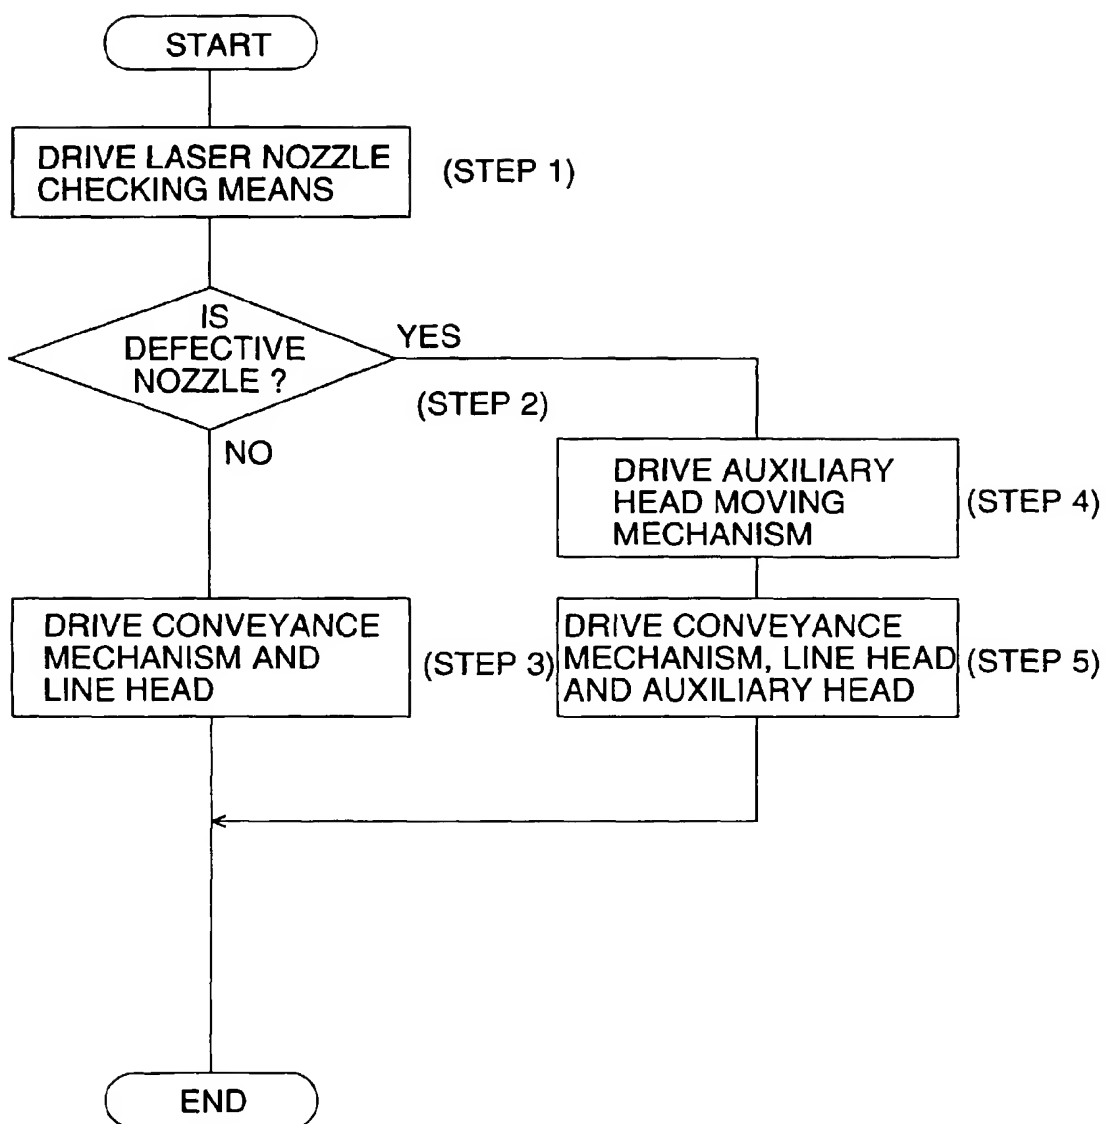 START
DRIVE LASER NOZZLE
CHECKING MEANS
(STEP 1)
IS
DEFECTIVE
NOZZLE ?
YES
(STEP 2)
NO
DRIVE AUXILIARY
HEAD MOVING
MECHANISM
(STEP 4)
DRIVE CONVEYANCE
MECHANISM AND
LINE HEAD
(STEP 3)
DRIVE CONVEYANCE
MECHANISM, LINE HEAD
AND AUXILIARY HEAD
(STEP 5)
END